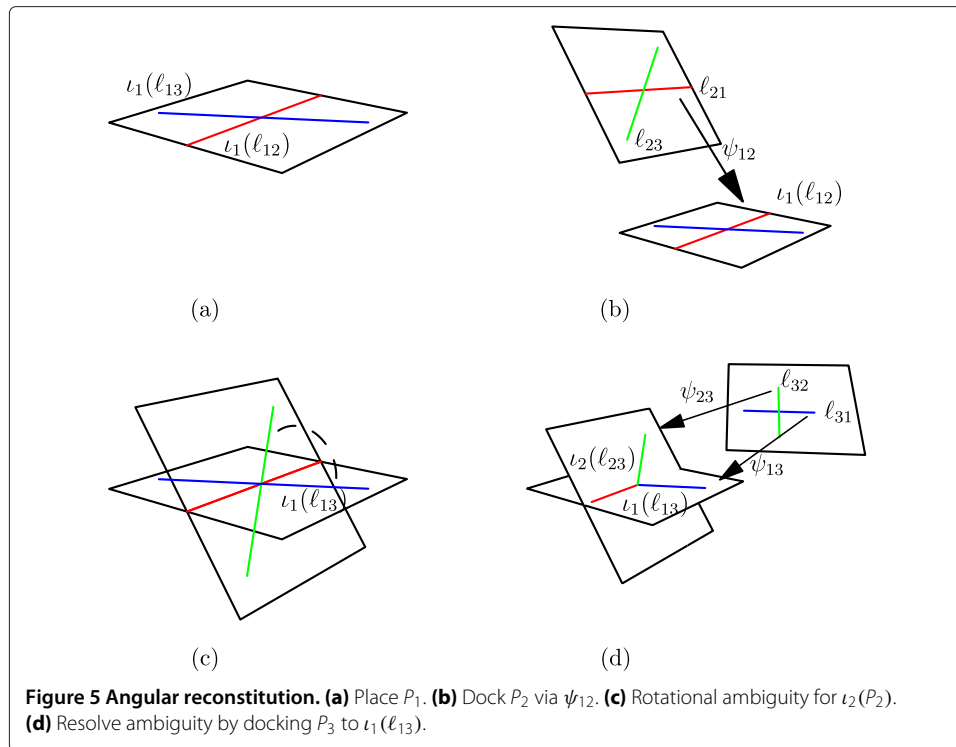 ι₁(ℓ₁₃)
ι₁(ℓ₁₂)
(a)
ℓ₂₁
ℓ₂₃
ψ₁₂
ι₁(ℓ₁₂)
(b)
ι₁(ℓ₁₃)
(c)
ψ₂₃
ℓ₃₂
ℓ₃₁
ψ₁₃
ι₂(ℓ₂₃)
ι₁(ℓ₁₃)
(d)
Figure 5 Angular reconstitution. (a) Place P₁. (b) Dock P₂ via ψ₁₂. (c) Rotational ambiguity for ι₂(P₂).
(d) Resolve ambiguity by docking P₃ to ι₁(ℓ₁₃).